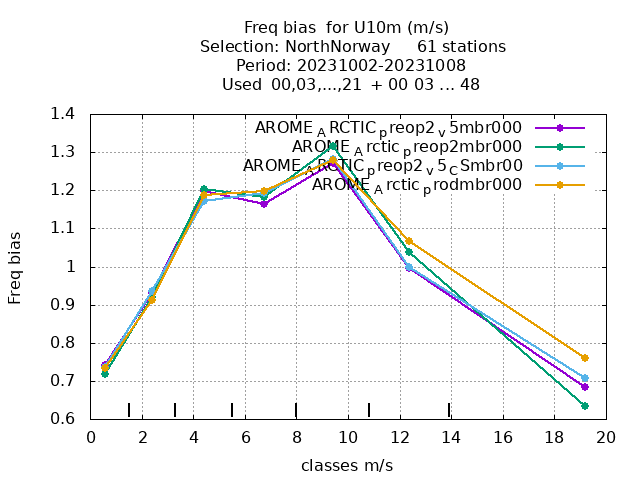 Freq bias  for U10m (m/s)
Selection: NorthNorway     61 stations
Period: 20231002-20231008
Used  00,03,...,21  + 00 03 ... 48
AROME_ARCTIC_preop2_v5mbr000
AROME_Arctic_preop2mbr000
AROME_ARCTIC_preop2_v5_CSmbr00
AROME_Arctic_prodmbr000
1.4
1.3
1.2
1.1
1
0.9
0.8
0.7
0.6
Freq bias
0 2 4 6 8 10 12 14 16 18 20
classes m/s